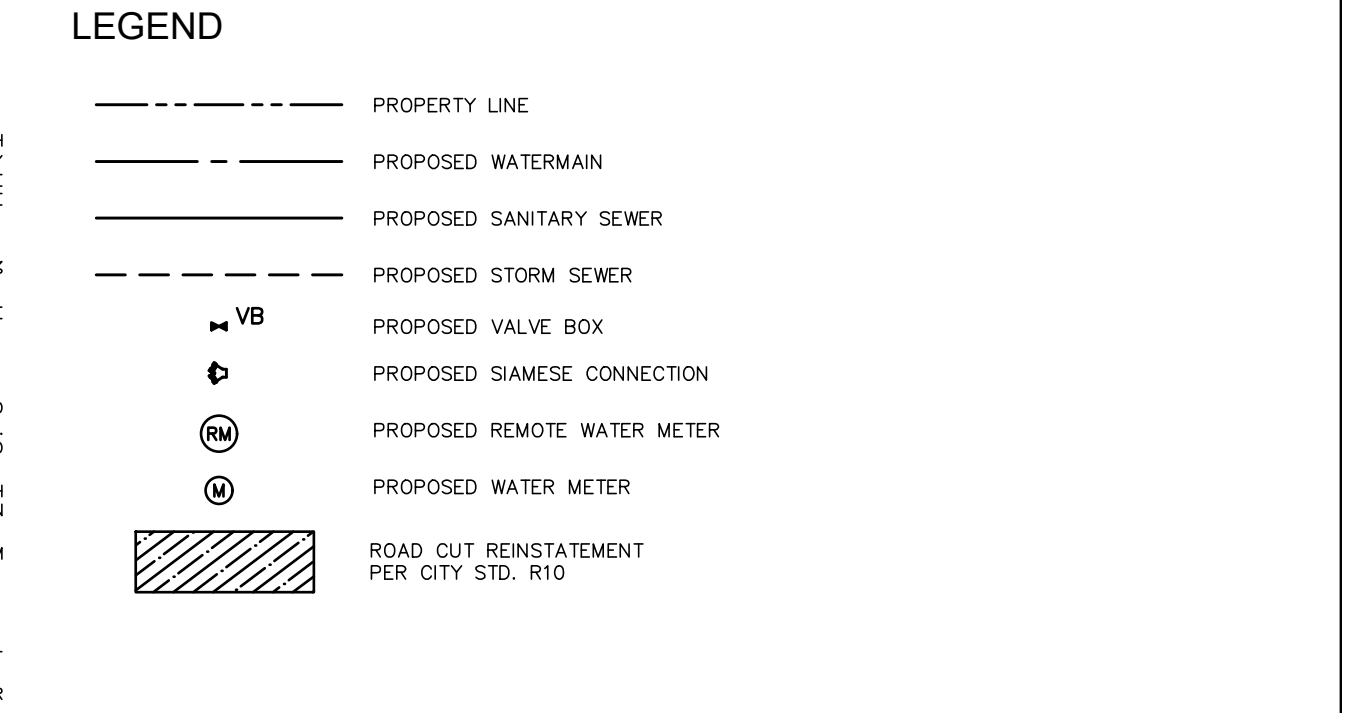 LEGEND
PROPERTY LINE
PROPOSED WATERMAIN
PROPOSED SANITARY SEWER
PROPOSED STORM SEWER
VB
PROPOSED VALVE BOX
PROPOSED SIAMESE CONNECTION
RM
PROPOSED REMOTE WATER METER
M
PROPOSED WATER METER
ROAD CUT REINSTATEMENT
PER CITY STD. R10